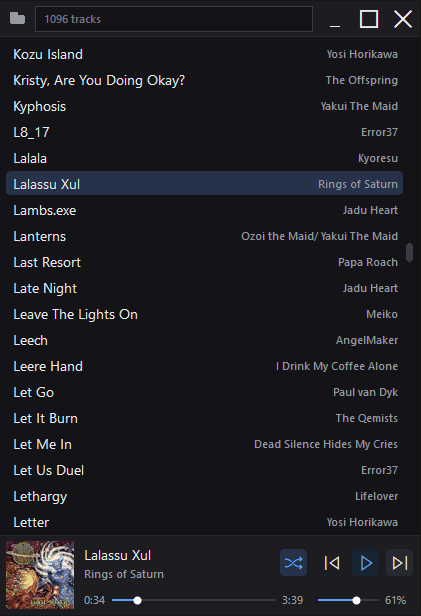 1096 tracks
Kozu Island Yosi Horikawa
Kristy, Are You Doing Okay? The Offspring
Kyphosis Yakui The Maid
L8_17 Error37
Lalala Kyoresu
Lalassu Xul Rings of Saturn
Lambs.exe Jadu Heart
Lanterns Ozoi the Maid/ Yakui The Maid
Last Resort Papa Roach
Late Night Jadu Heart
Leave The Lights On Meiko
Leech AngelMaker
Leere Hand I Drink My Coffee Alone
Let Go Paul van Dyk
Let It Burn The Qemists
Let Me In Dead Silence Hides My Cries
Let Us Duel Error37
Lethargy Lifelover
Letter Yosi Horikawa
Lalassu Xul
Rings of Saturn
0:34 3:39 61%